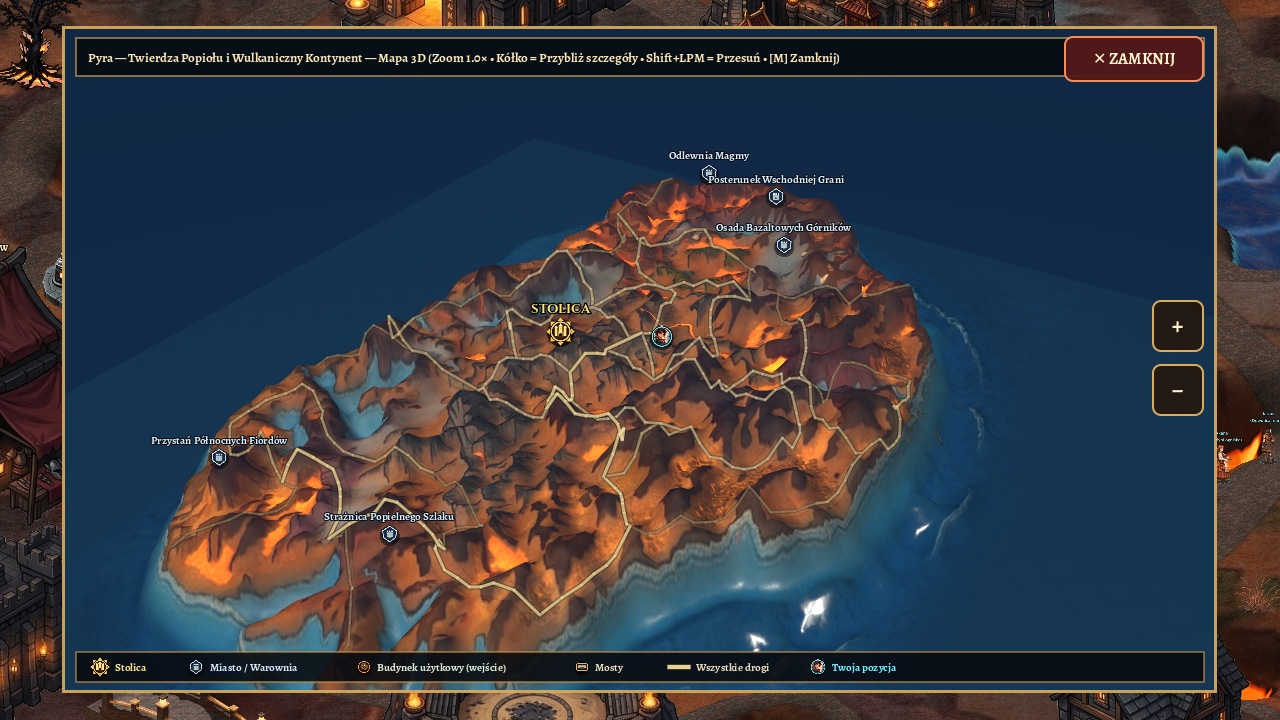 Pyra — Twierdza Popiołu i Wulkaniczny Kontynent — Mapa 3D (Zoom 1.0× • Kółko = Przybliż szczegóły • Shift+LPM = Przesuń • [M] Zamknij)
✕ ZAMKNIJ
Odlewnia Magmy
Posterunek Wschodniej Grani
Osada Bazaltowych Górników
STOLICA
+
−
Przystań Północnych Fiordów
Strażnica Popielnego Szlaku
Stolica
Miasto / Warownia
Budynek użytkowy (wejście)
Mosty
Wszystkie drogi
Twoja pozycja